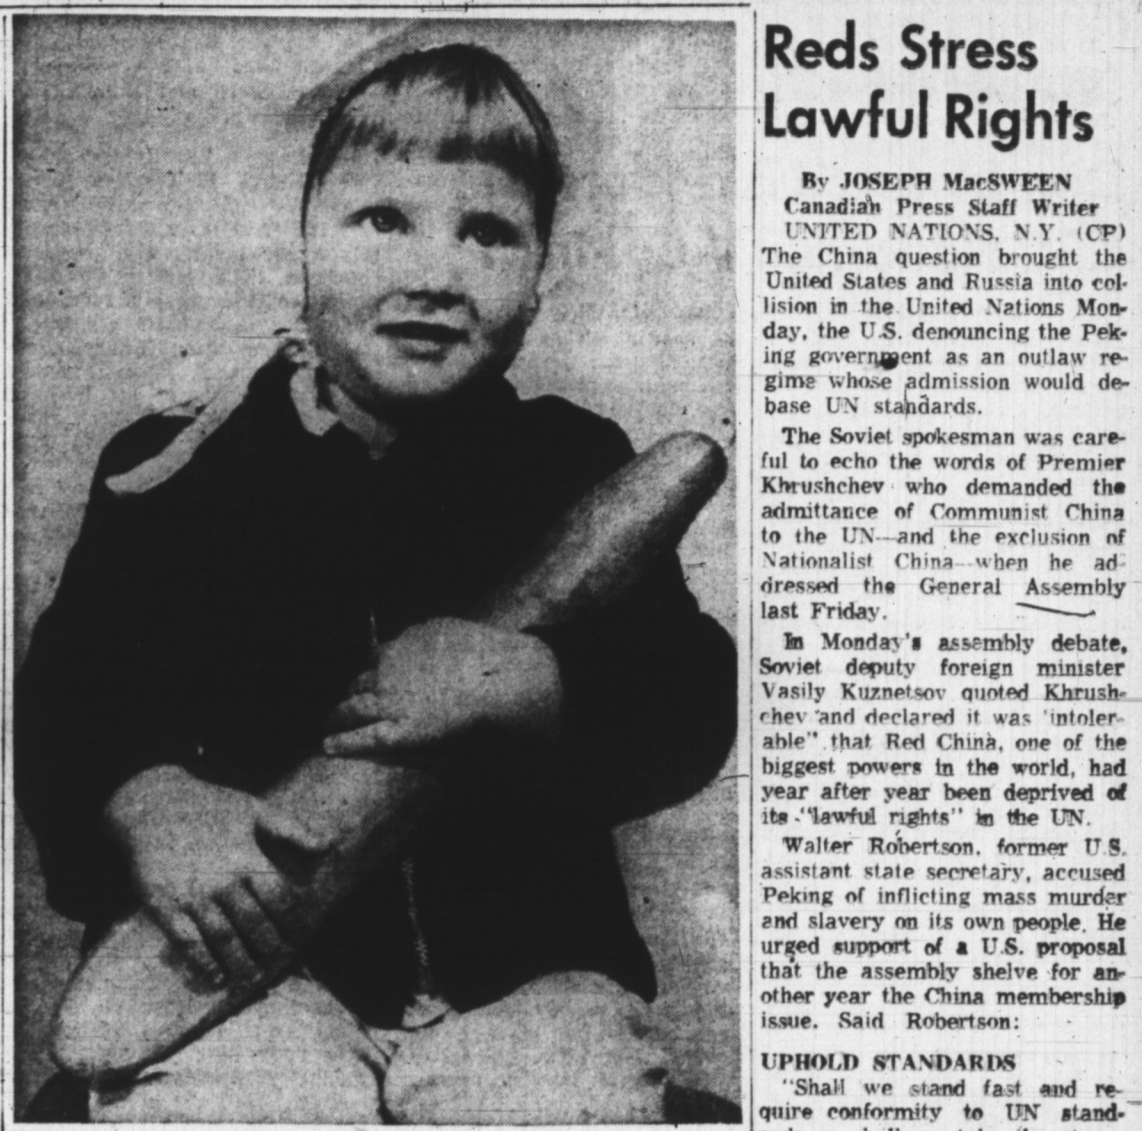 Reds Stress
Lawful Rights
By JOSEPH MacSWEEN
Canadian Press Staff Writer
UNITED NATIONS, N.Y. (CP)
The China question brought the
United States and Russia into col-
lision in the United Nations Mon-
day, the U.S. denouncing the Pek-
ing government as an outlaw re-
gime whose admission would de-
base UN standards.
The Soviet spokesman was care-
ful to echo the words of Premier
Khrushchev who demanded the
admittance of Communist China
to the UN—and the exclusion of
Nationalist China—when he ad-
dressed the General Assembly
last Friday.
In Monday's assembly debate,
Soviet deputy foreign minister
Vasily Kuznetsov quoted Khrush-
chev and declared it was 'intoler-
able" that Red China, one of the
biggest powers in the world, had
year after year been deprived of
its "lawful rights" in the UN.
Walter Robertson, former U.S.
assistant state secretary, accused
Peking of inflicting mass murder
and slavery on its own people. He
urged support of a U.S. proposal
that the assembly shelve for an-
other year the China membership
issue. Said Robertson:
UPHOLD STANDARDS
"Shall we stand fast and re-
quire conformity to UN stand-